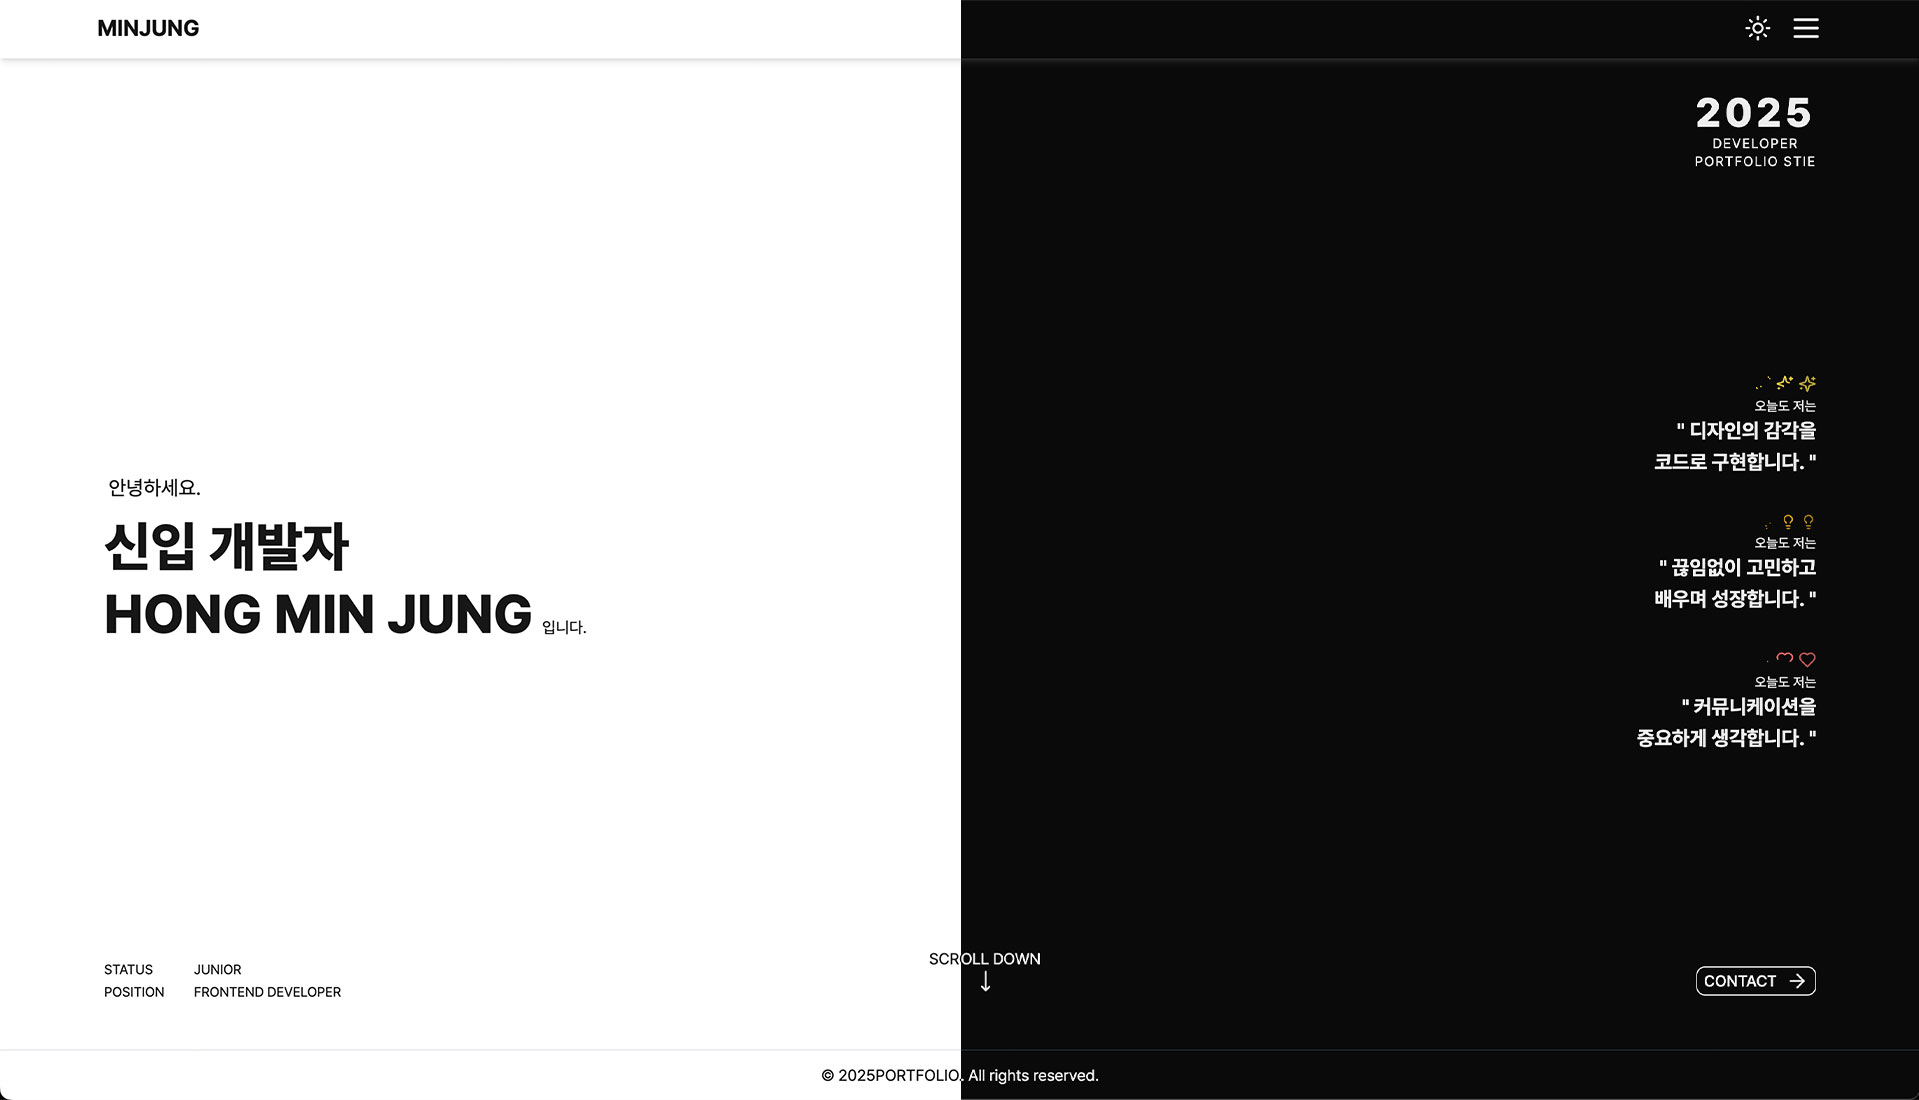 MINJUNG
2025
DEVELOPER
PORTFOLIO STIE
오늘도 저는
" 디자인의 감각을
코드로 구현합니다. "
안녕하세요.
신입 개발자
HONG MIN JUNG 입니다.
오늘도 저는
" 끊임없이 고민하고
배우며 성장합니다. "
오늘도 저는
" 커뮤니케이션을
중요하게 생각합니다. "
STATUS JUNIOR
POSITION FRONTEND DEVELOPER
SCROLL DOWN
CONTACT
© 2025PORTFOLIO. All rights reserved.